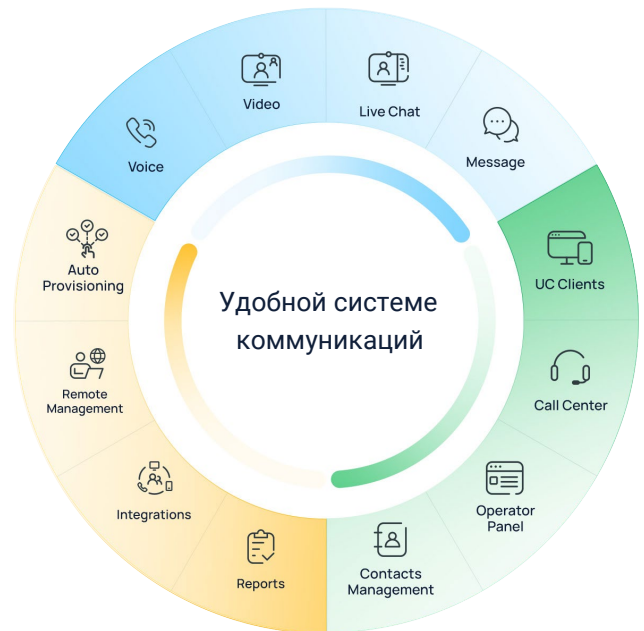 Video
Live Chat
Voice
Message
Auto
Provisioning
UC Clients
Удобной системе
коммуникаций
Remote
Management
Call Center
Integrations
Operator
Panel
Reports
Contacts
Management